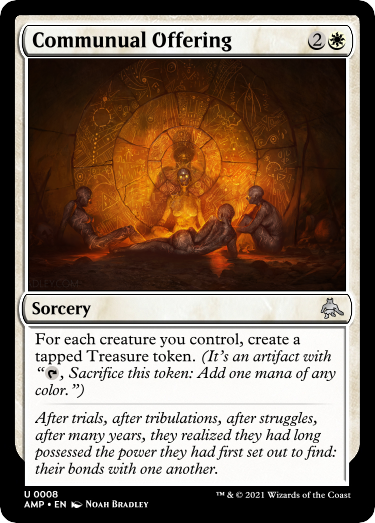 Communual Offering 2
Sorcery
For each creature you control, create a
tapped Treasure token. (It's an artifact with
“, Sacrifice this token: Add one mana of any
color.”)
After trials, after tribulations, after struggles,
after many years, they realized they had long
possessed the power they had first set out to find:
their bonds with one another.
U 0008
AMP • EN Noah Bradley
™ & © 2021 Wizards of the Coast